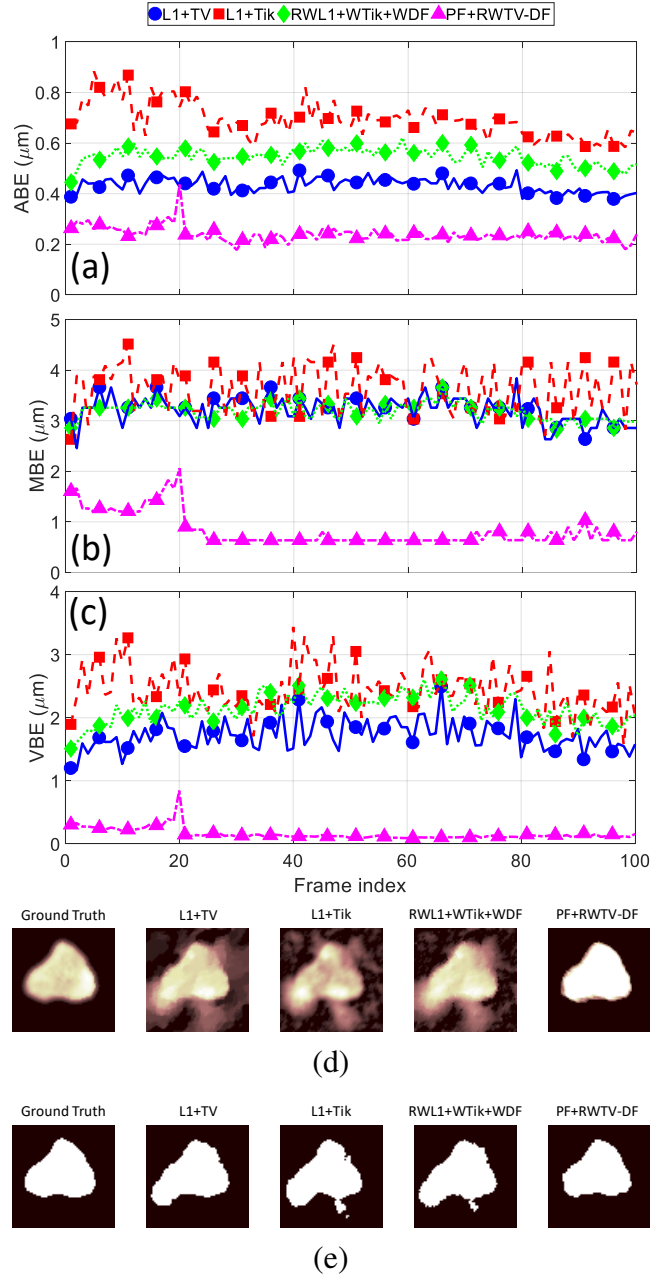 L1+TV L1+Tik RWL1+WTik+WDF PF+RWTV-DF
1
0.8
0.6
0.4
0.2
0
ABE (μm)
(a)
5
4
3
2
1
0
MBE (μm)
(b)
4
3
2
1
0
VBE (μm)
(c)
0 20 40 60 80 100
Frame index
Ground Truth L1+TV L1+Tik RWL1+WTik+WDF PF+RWTV-DF
(d)
Ground Truth L1+TV L1+Tik RWL1+WTik+WDF PF+RWTV-DF
(e)